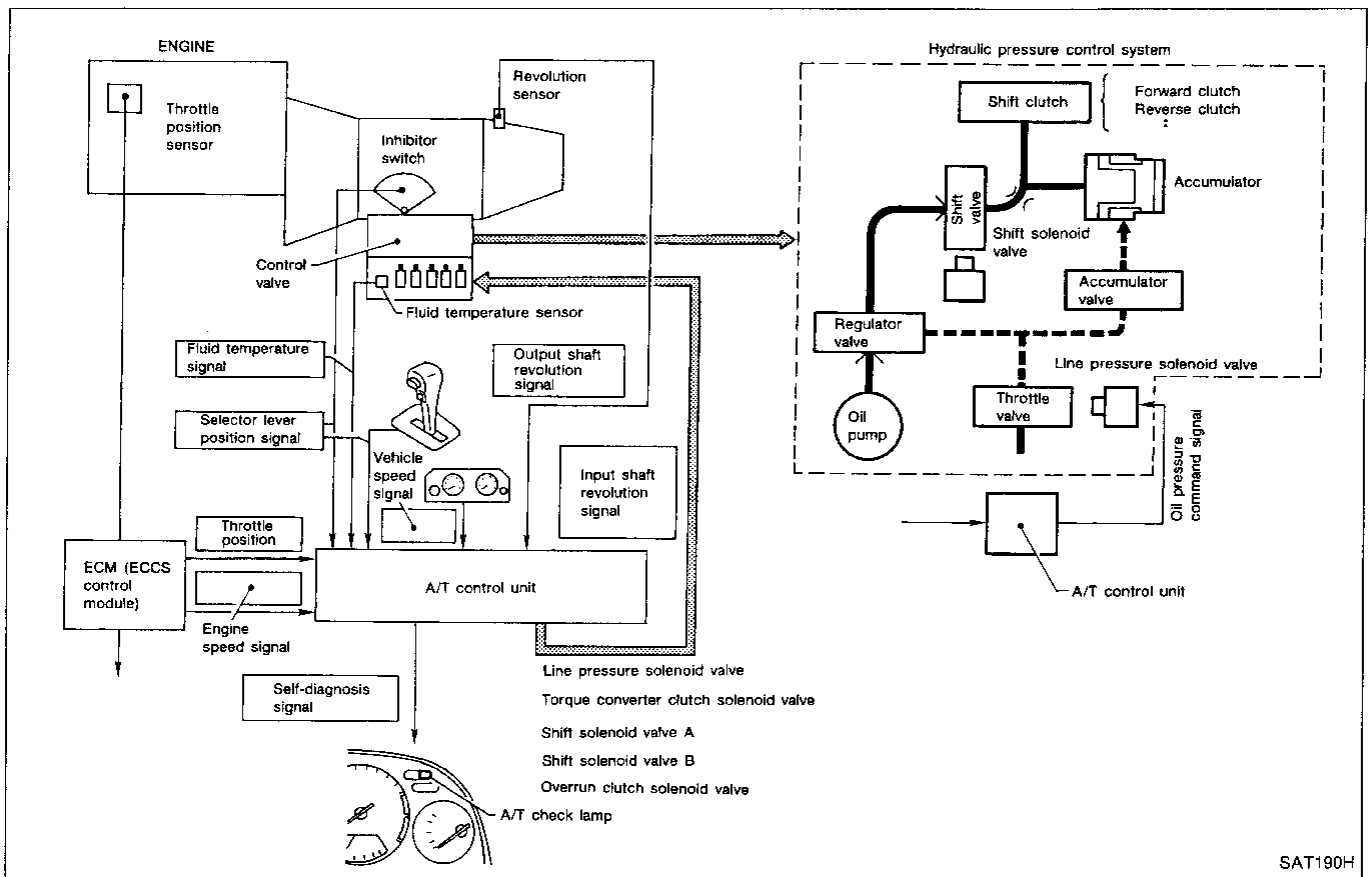 ENGINE
Throttle
position
sensor
Revolution
sensor
Inhibitor
switch
Control
valve
Fluid temperature sensor
Fluid temperature
signal
Output shaft
revolution
signal
Selector lever
position signal
Vehicle
speed
signal
Input shaft
revolution
signal
Throttle
position
ECM (ECCS
control
module)
A/T control unit
Engine
speed signal
Self-diagnosis
signal
Line pressure solenoid valve
Torque converter clutch solenoid valve
Shift solenoid valve A
Shift solenoid valve B
Overrun clutch solenoid valve
A/T check lamp
Hydraulic pressure control system
Shift clutch
Forward clutch
Reverse clutch
:
Shift
valve
Accumulator
Shift solenoid
valve
Accumulator
valve
Regulator
valve
Line pressure solenoid valve
Throttle
valve
Oil
pump
Oil pressure
command signal
A/T control unit
SAT190H